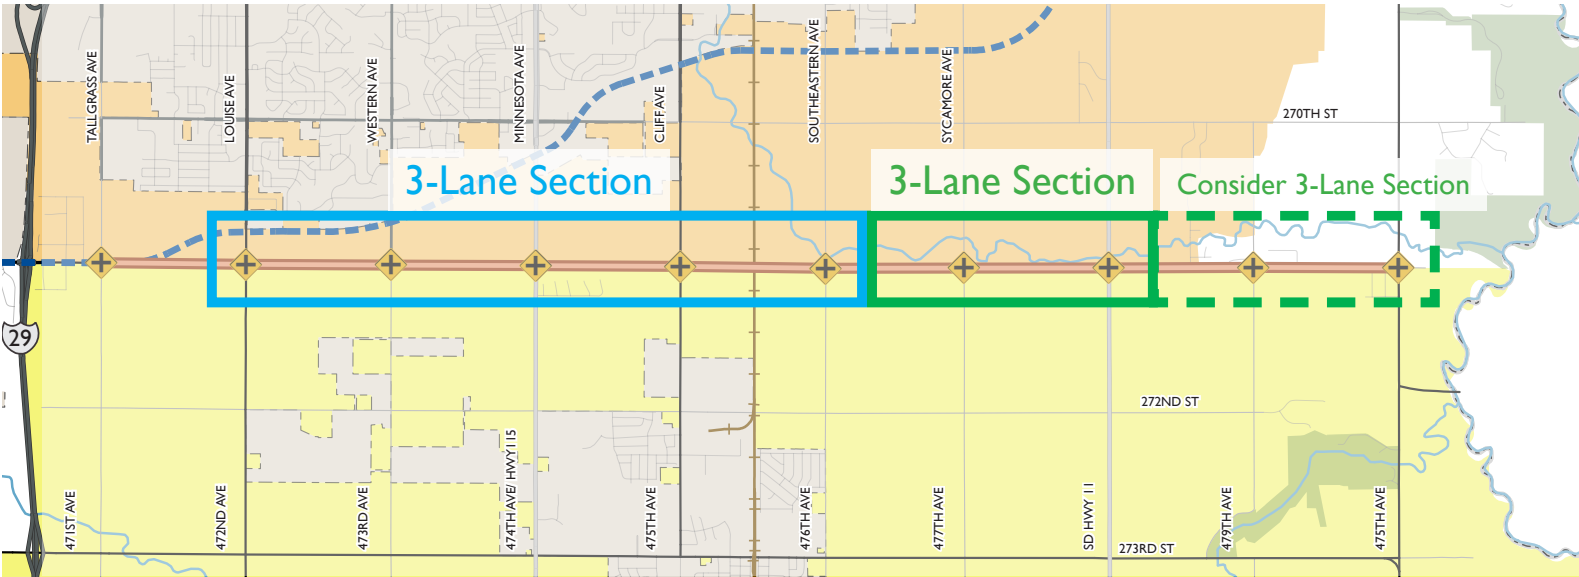 TALLGRASS AVE
LOUISE AVE
WESTERN AVE
MINNESOTA AVE
CLIFF AVE
SOUTHEASTERN AVE
SYCAMORE AVE
270TH ST
3-Lane Section
3-Lane Section
Consider 3-Lane Section
29
272ND ST
471ST AVE
472ND AVE
473RD AVE
474TH AVE/ HWY115
475TH AVE
476TH AVE
477TH AVE
SD HWY 11
479TH AVE
475TH AVE
273RD ST